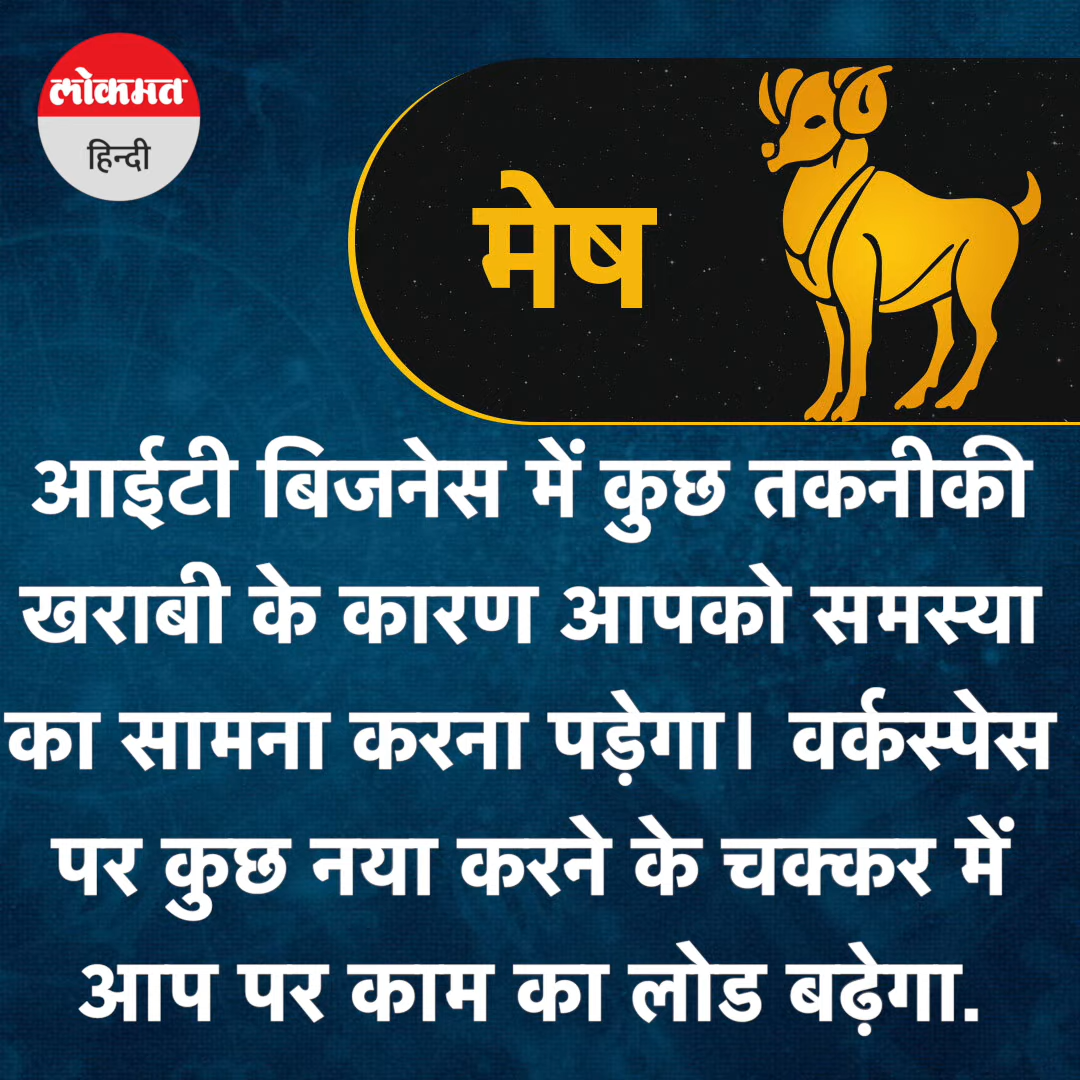 लोकमत
हिन्दी
मेष
आईटी बिजनेस में कुछ तकनीकी
खराबी के कारण आपको समस्या
का सामना करना पड़ेगा। वर्कस्पेस
पर कुछ नया करने के चक्कर में
आप पर काम का लोड बढ़ेगा.